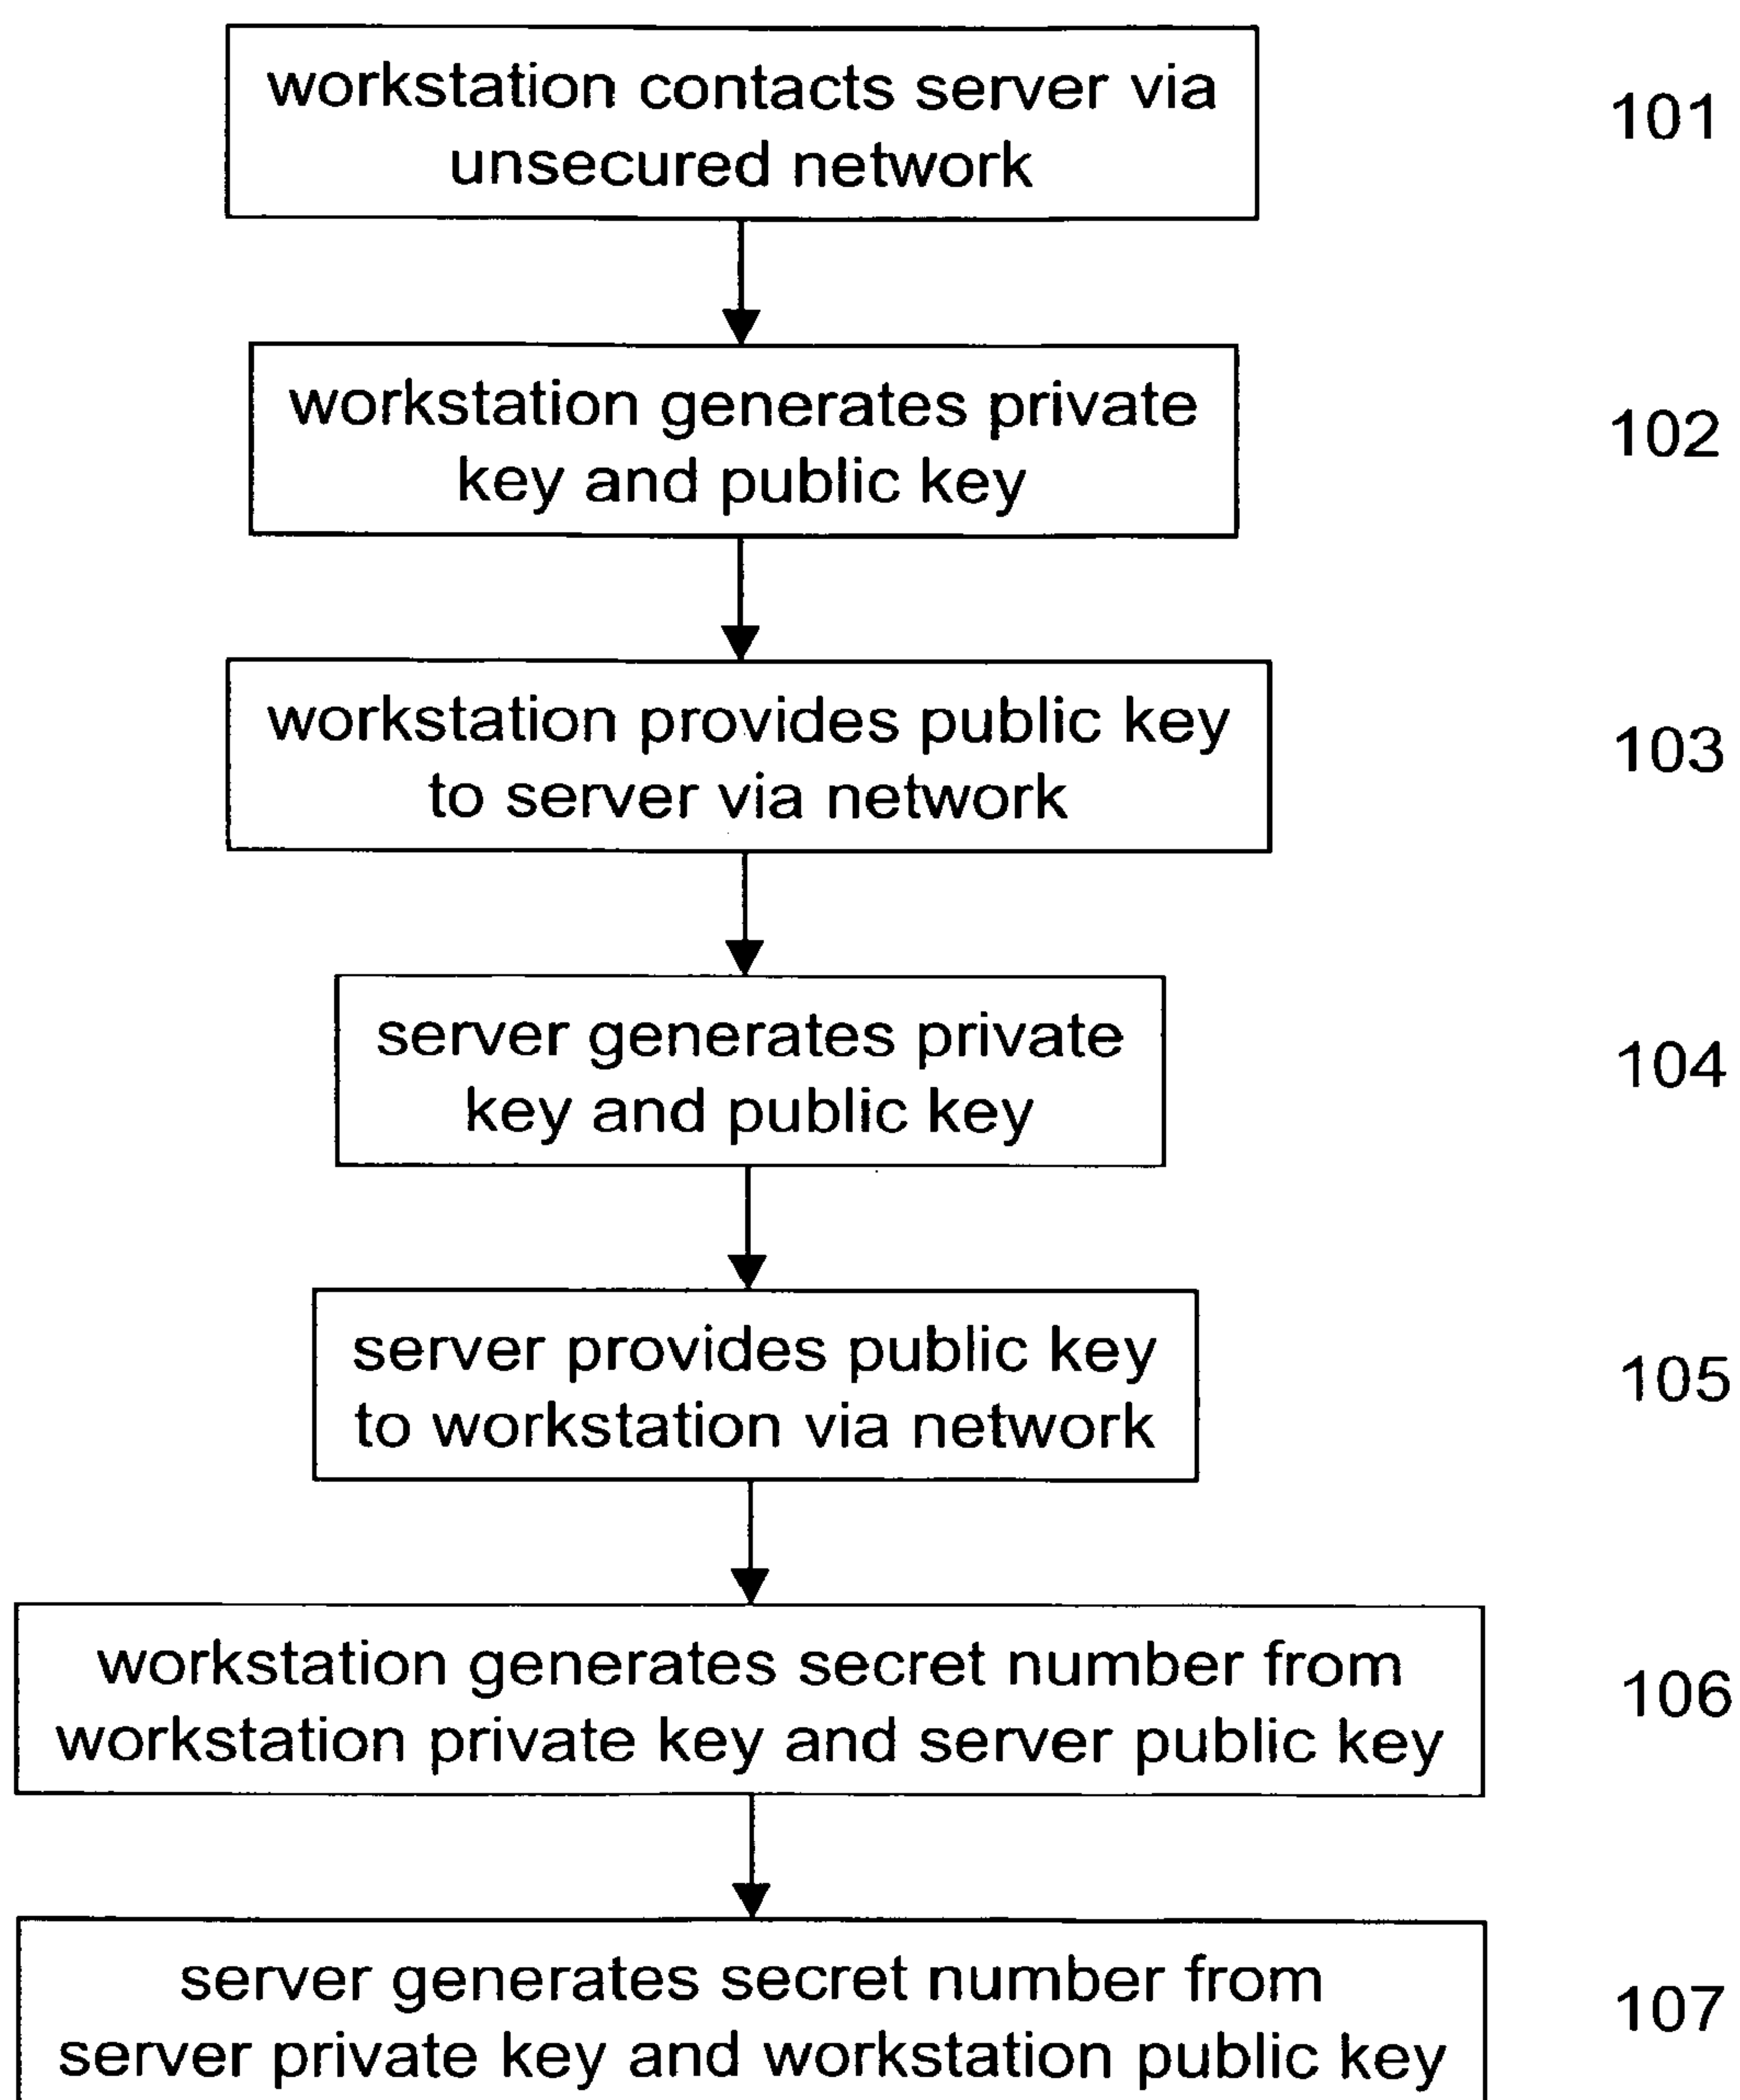 workstation contacts server via
unsecured network
101
workstation generates private
key and public key
102
workstation provides public key
to server via network
103
server generates private
key and public key
104
server provides public key
to workstation via network
105
workstation generates secret number from
workstation private key and server public key
106
server generates secret number from
server private key and workstation public key
107